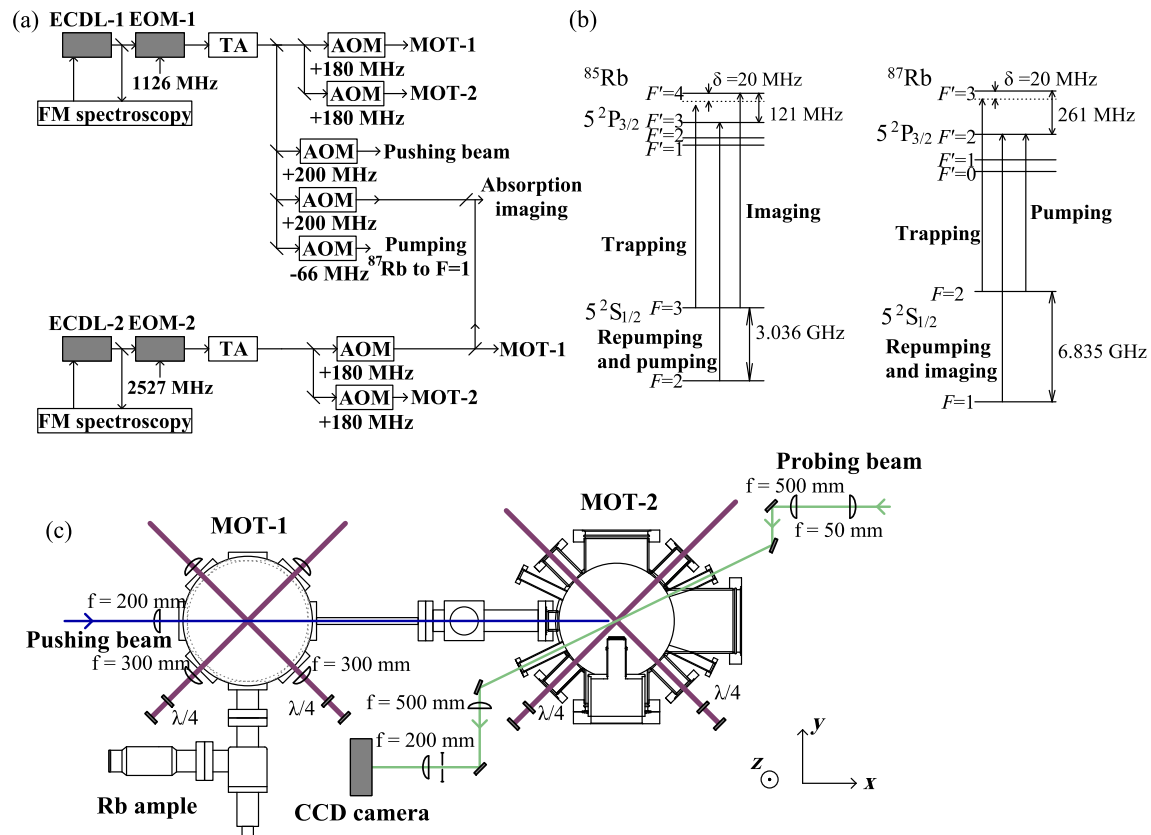 (a)
ECDL-1 EOM-1
TA
AOM
MOT-1
+180 MHz
1126 MHz
FM spectroscopy
AOM
MOT-2
+180 MHz
AOM
Pushing beam
+200 MHz
AOM
Absorption
imaging
+200 MHz
AOM
Pumping
-66 MHz
87Rb to F=1
ECDL-2 EOM-2
TA
AOM
MOT-1
+180 MHz
2527 MHz
FM spectroscopy
AOM
MOT-2
+180 MHz
(b)
85Rb
δ =20 MHz
F'=4
121 MHz
5 2P3/2
F'=3
F'=2
F'=1
Imaging
Trapping
5 2S1/2
F=3
Repumping
and pumping
3.036 GHz
F=2
87Rb
δ =20 MHz
F'=3
261 MHz
5 2P3/2
F'=2
F'=1
F'=0
Pumping
Trapping
F=2
5 2S1/2
Repumping
and imaging
6.835 GHz
F=1
(c)
MOT-1
MOT-2
Probing beam
f = 500 mm
f = 50 mm
f = 200 mm
Pushing beam
f = 300 mm
f = 300 mm
λ/4
λ/4
f = 500 mm
λ/4
λ/4
f = 200 mm
Rb ample
CCD camera
y
z
x